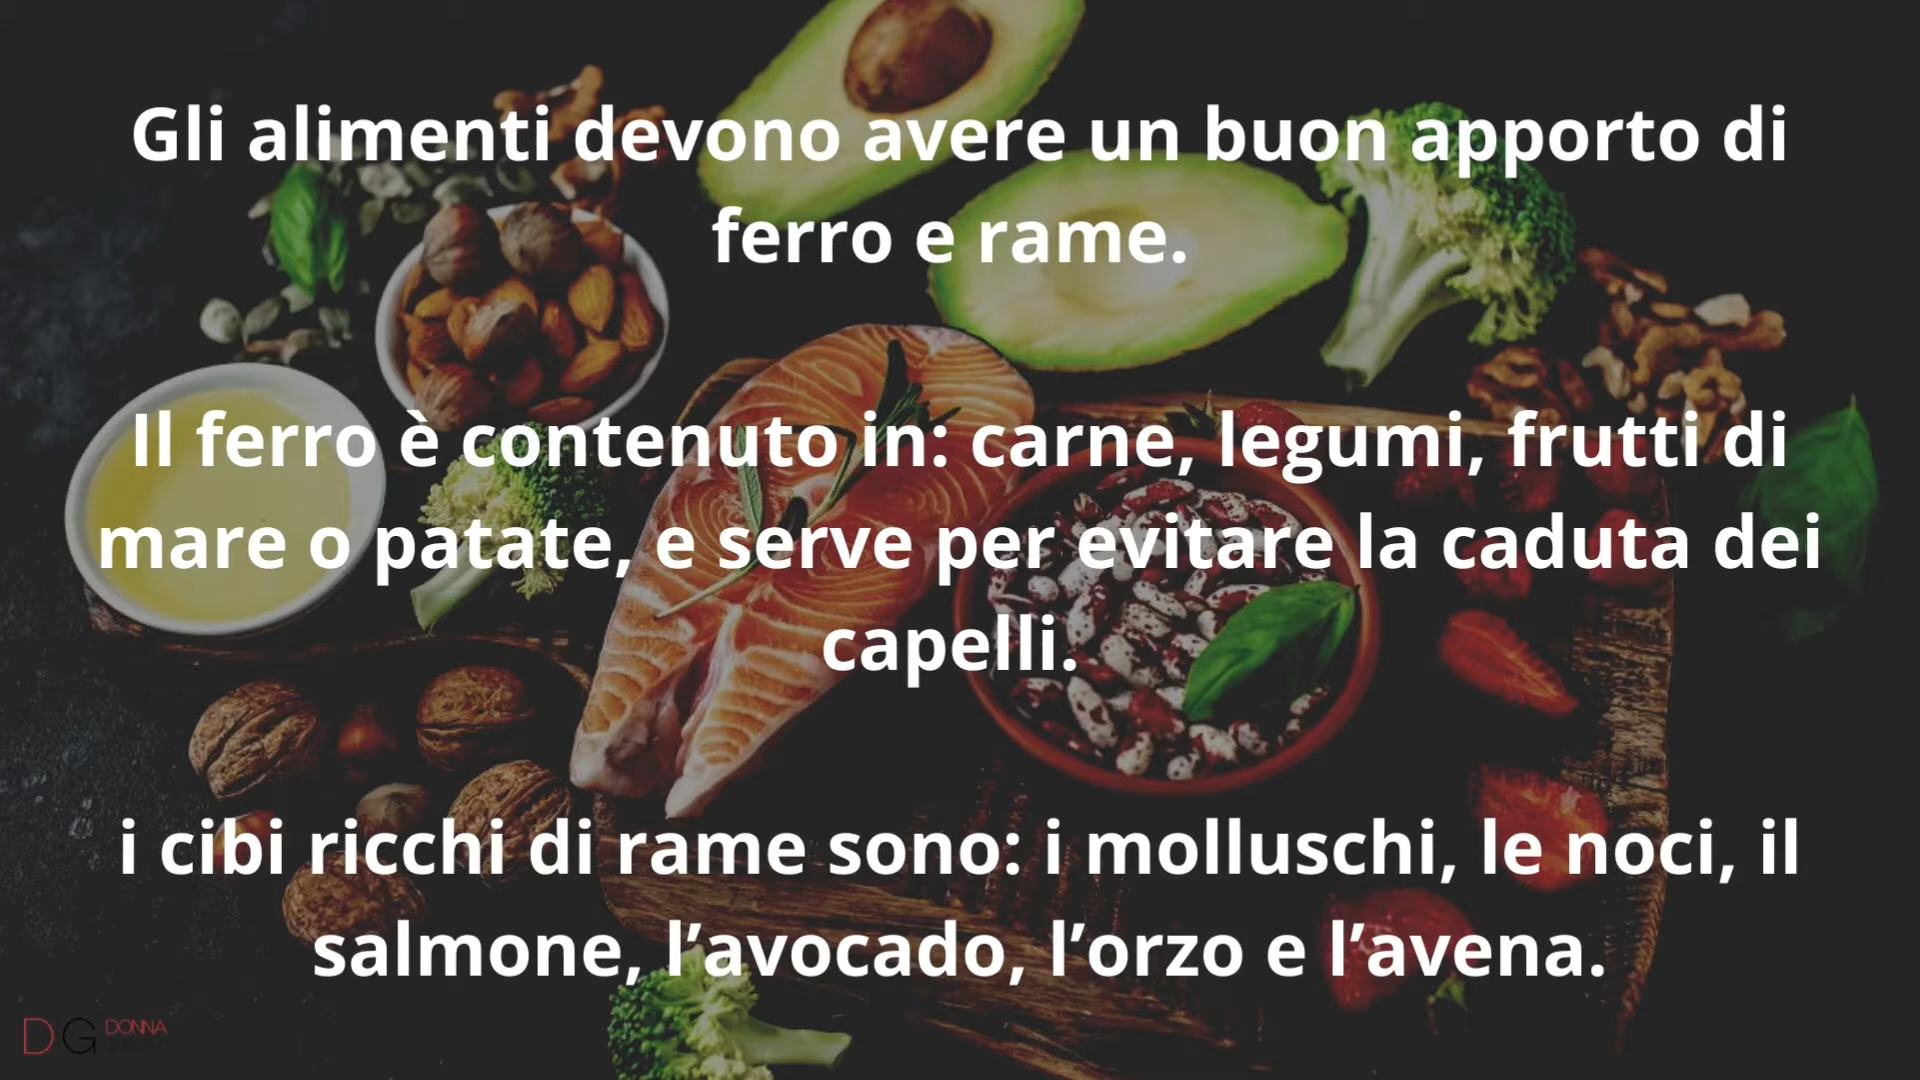 Gli alimenti devono avere un buon apporto di
ferro e rame.
Il ferro è contenuto in: carne, legumi, frutti di
mare o patate, e serve per evitare la caduta dei
capelli.
i cibi ricchi di rame sono: i molluschi, le noci, il
salmone, l’avocado, l’orzo e l’avena.
DG DONNA